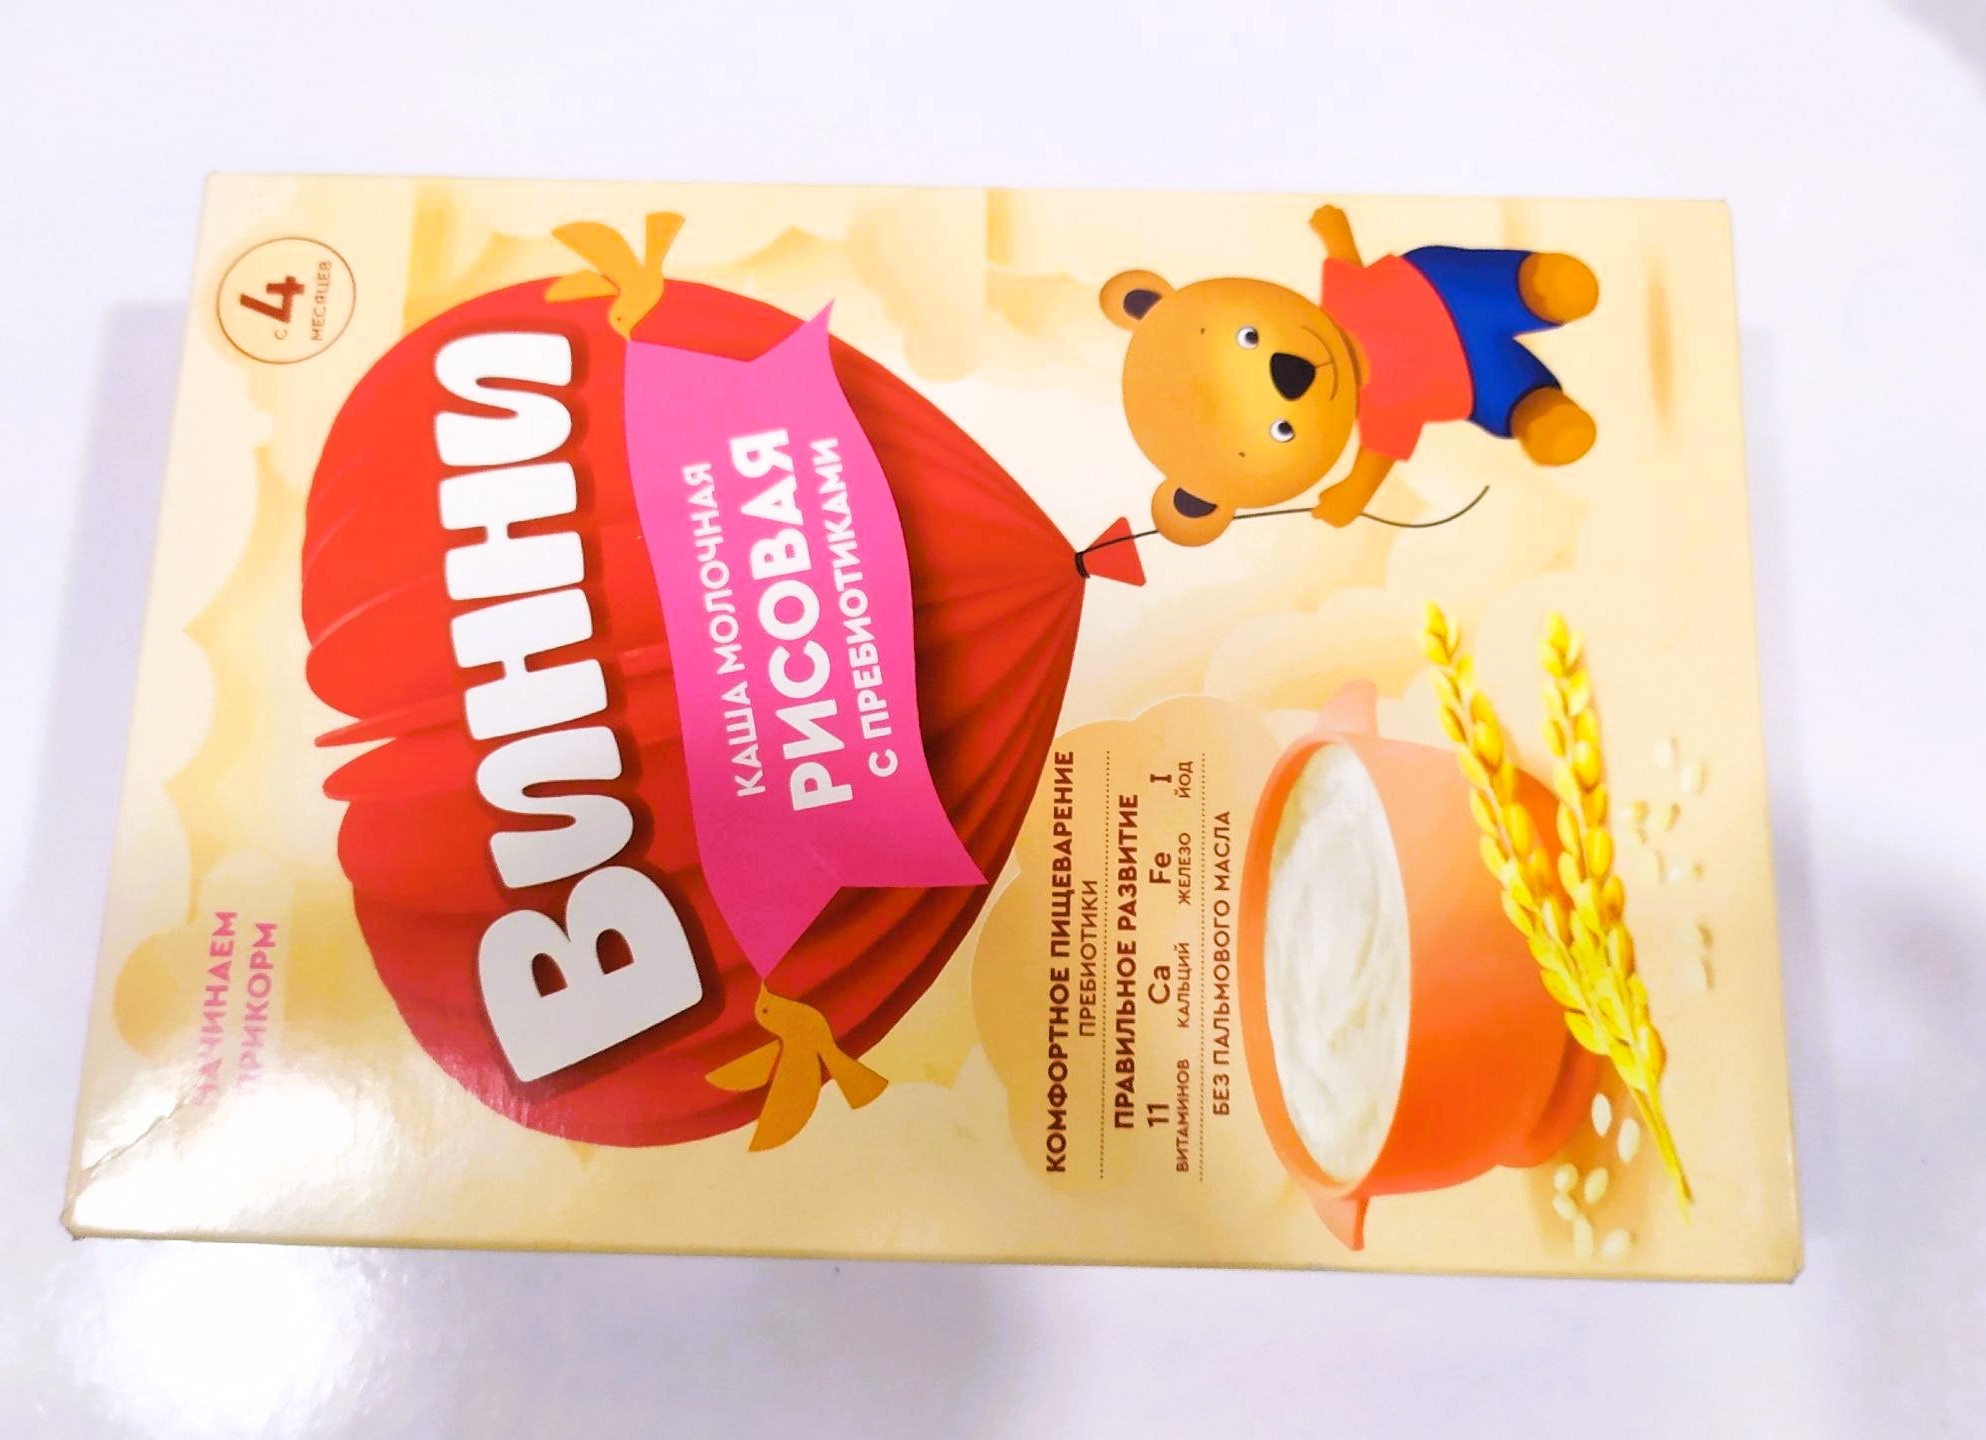 НАЧИНАЕМ
ПРИКОРМ
с 4
МЕСЯЦЕВ
ВИННИ
КАША МОЛОЧНАЯ
РИСОВАЯ
С ПРЕБИОТИКАМИ
КОМФОРТНОЕ ПИЩЕВАРЕНИЕ
ПРЕБИОТИКИ
ПРАВИЛЬНОЕ РАЗВИТИЕ
11 Ca Fe I
ВИТАМИНОВ КАЛЬЦИЙ ЖЕЛЕЗО ЙОД
БЕЗ ПАЛЬМОВОГО МАСЛА